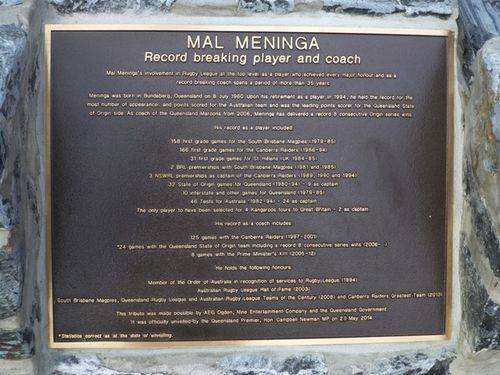 MAL MENINGA
Record breaking player and coach
Mal Meninga's involvement in Rugby League at the top level as a player who achieved every major honour and as a
record breaking coach spans a period of more than 35 years.
Meninga was born in Bundaberg, Queensland on 8 July 1960. Upon his retirement as a player in 1994, he held the record for the
most number of appearances and points scored for the Australian team and was the leading points scorer for the Queensland State
of Origin side. As coach of the Queensland Maroons from 2006, Meninga has delivered a record 8 consecutive Origin series wins.
His record as a player included
158 first grade games for the South Brisbane Magpies (1979-85)
166 first grade games for the Canberra Raiders (1986-94)
31 first grade games for St Helens (UK 1984-85)
2 BRL premierships with South Brisbane Magpies (1981 and 1985)
3 NSWRL premierships as captain of the Canberra Raiders (1989, 1990 and 1994)
32 State of Origin games for Queensland (1980-94) - 9 as captain
10 interstate and other games for Queensland (1979-85)
46 Tests for Australia (1982-94) - 24 as captain
The only player to have been selected for 4 Kangaroo tours to Great Britain - 2 as captain
His record as a coach includes
125 games with the Canberra Raiders (1997-2001)
*24 games with the Queensland State of Origin team including a record 8 consecutive series wins (2006- )
8 games with the Prime Minister's XIII (2005-12)
He holds the following honours
Member of the Order of Australia in recognition of services to Rugby League (1994)
Australian Rugby League Hall of Fame (2003)
South Brisbane Magpies, Queensland Rugby League and Australian Rugby League Teams of the Century (2008) and Canberra Raiders Greatest Team (2013)
This tribute was made possible by AEG Ogden, Nine Entertainment Company and the Queensland Government
It was officially unveiled by the Queensland Premier, Hon. Campbell Newman MP on May 2014
*Statistics correct as at the date of unveiling.